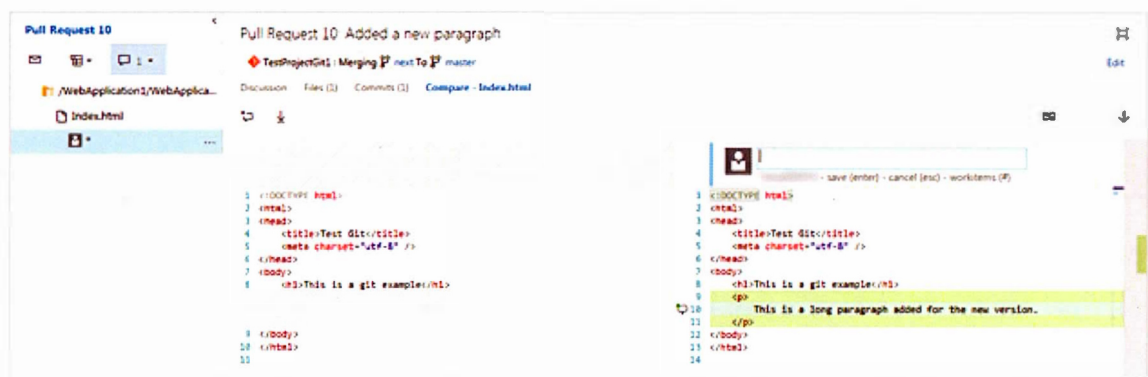 Pull Request 10
1
/WebApplication1/WebApplica...
Index.html
*
...
Pull Request 10 Added a new paragraph
TestProjectGit1 : Merging next To master
Edit
Discussion Files (1) Commits (1) Compare - Index.html
- save (enter) - cancel (esc) - workitems (#)
1 <!DOCTYPE html>
2 <html>
3 <head>
4 <title>Test Git</title>
5 <meta charset="utf-8" />
6 </head>
7 <body>
8 <h1>This is a git example</h1>
9 </body>
10 </html>
11
1 <!DOCTYPE html>
2 <html>
3 <head>
4 <title>Test Git</title>
5 <meta charset="utf-8" />
6 </head>
7 <body>
8 <h1>This is a git example</h1>
9 <p>
10 This is a long paragraph added for the new version.
11 </p>
12 </body>
13 </html>
14